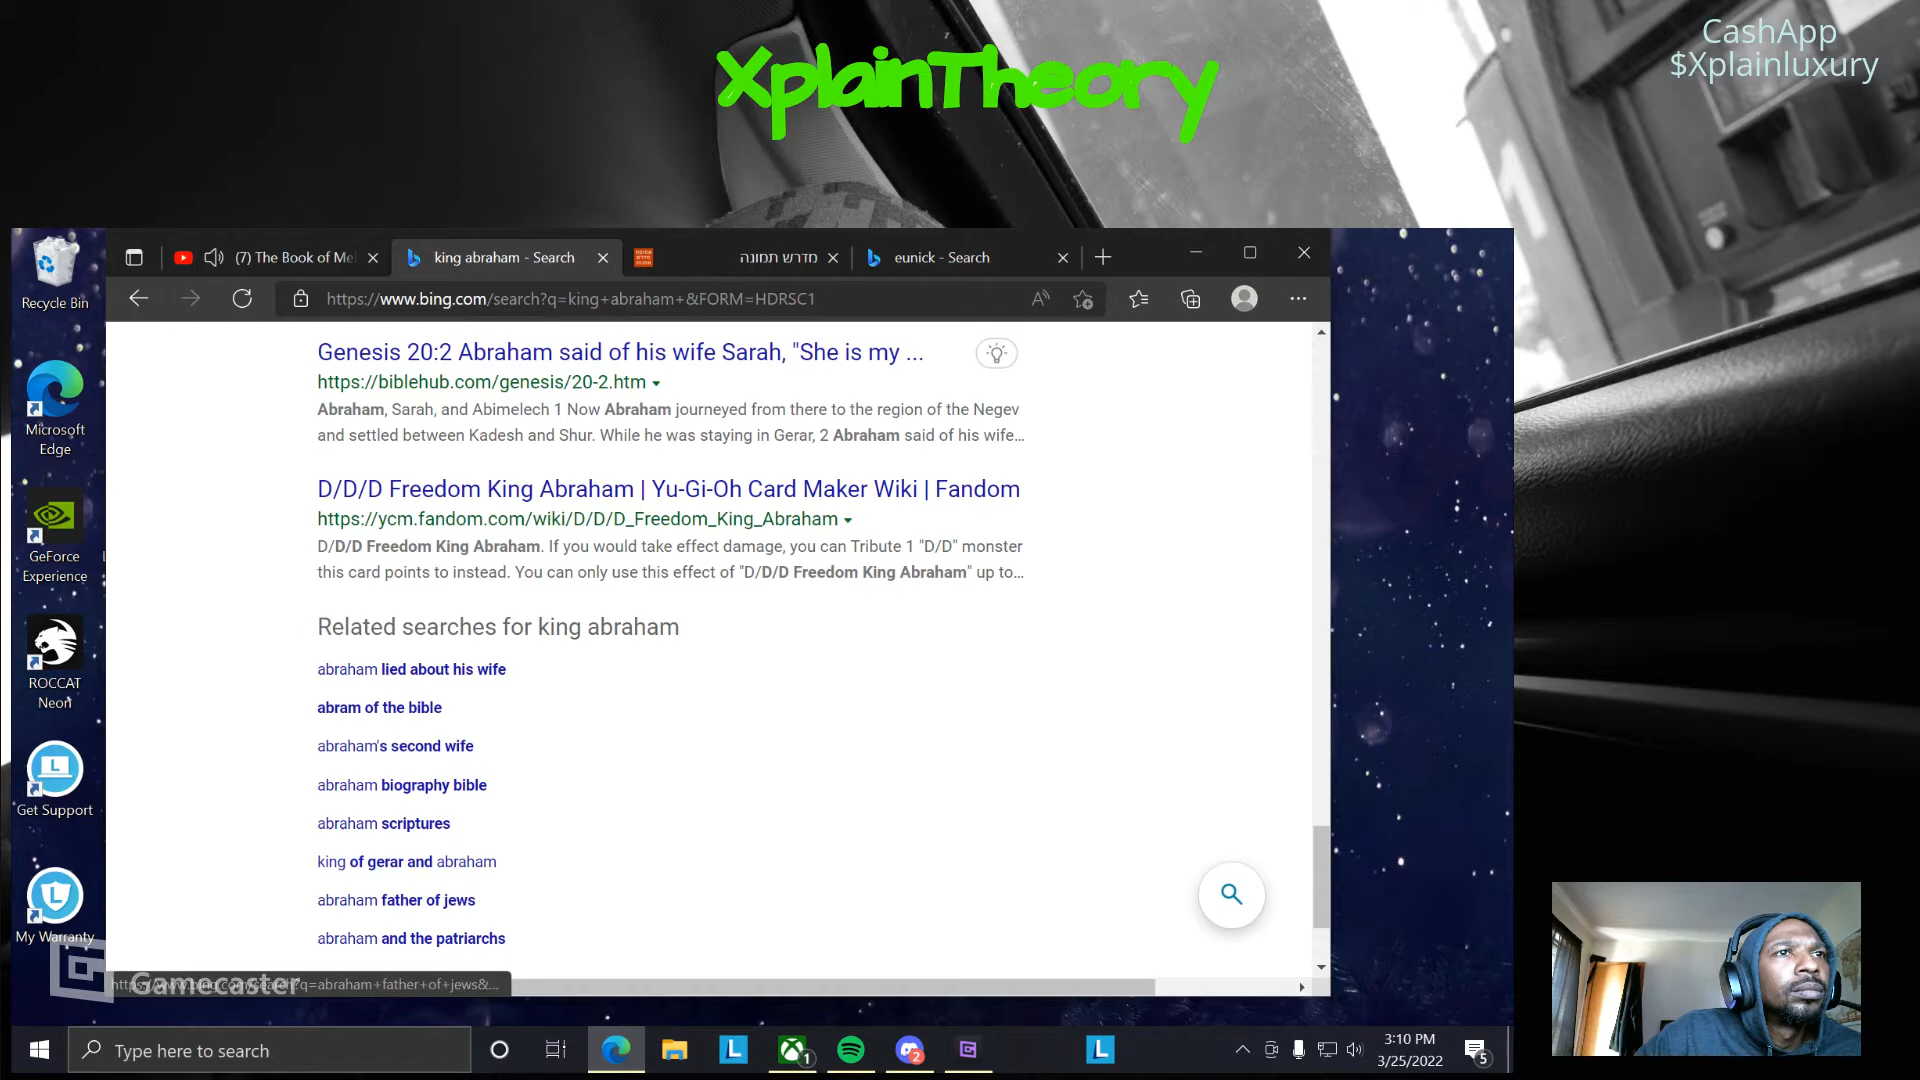 CashApp
$Xplainluxury
XplainTheory
(7) The Book of Mel
king abraham - Search
מדרש תמונה
eunick - Search
https://www.bing.com/search?q=king+abraham+&FORM=HDRSC1
Genesis 20:2 Abraham said of his wife Sarah, "She is my ...
https://biblehub.com/genesis/20-2.htm
Abraham, Sarah, and Abimelech 1 Now Abraham journeyed from there to the region of the Negev
and settled between Kadesh and Shur. While he was staying in Gerar, 2 Abraham said of his wife...
D/D/D Freedom King Abraham | Yu-Gi-Oh Card Maker Wiki | Fandom
https://ycm.fandom.com/wiki/D/D/D_Freedom_King_Abraham
D/D/D Freedom King Abraham. If you would take effect damage, you can Tribute 1 "D/D" monster
this card points to instead. You can only use this effect of "D/D/D Freedom King Abraham" up to...
Related searches for king abraham
abraham lied about his wife
abram of the bible
abraham's second wife
abraham biography bible
abraham scriptures
king of gerar and abraham
abraham father of jews
abraham and the patriarchs
https://www.bing.com/search?q=abraham+father+of+jews&...
Gamecaster
Recycle Bin
Microsoft
Edge
GeForce
Experience
ROCCAT
Neon
Get Support
My Warranty
Type here to search
1
2
3:10 PM
3/25/2022
5